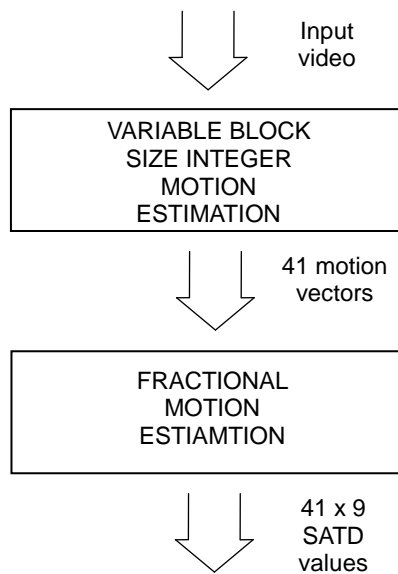 Input
video
VARIABLE BLOCK
SIZE INTEGER
MOTION
ESTIMATION
41 motion
vectors
FRACTIONAL
MOTION
ESTIAMTION
41 x 9
SATD
values